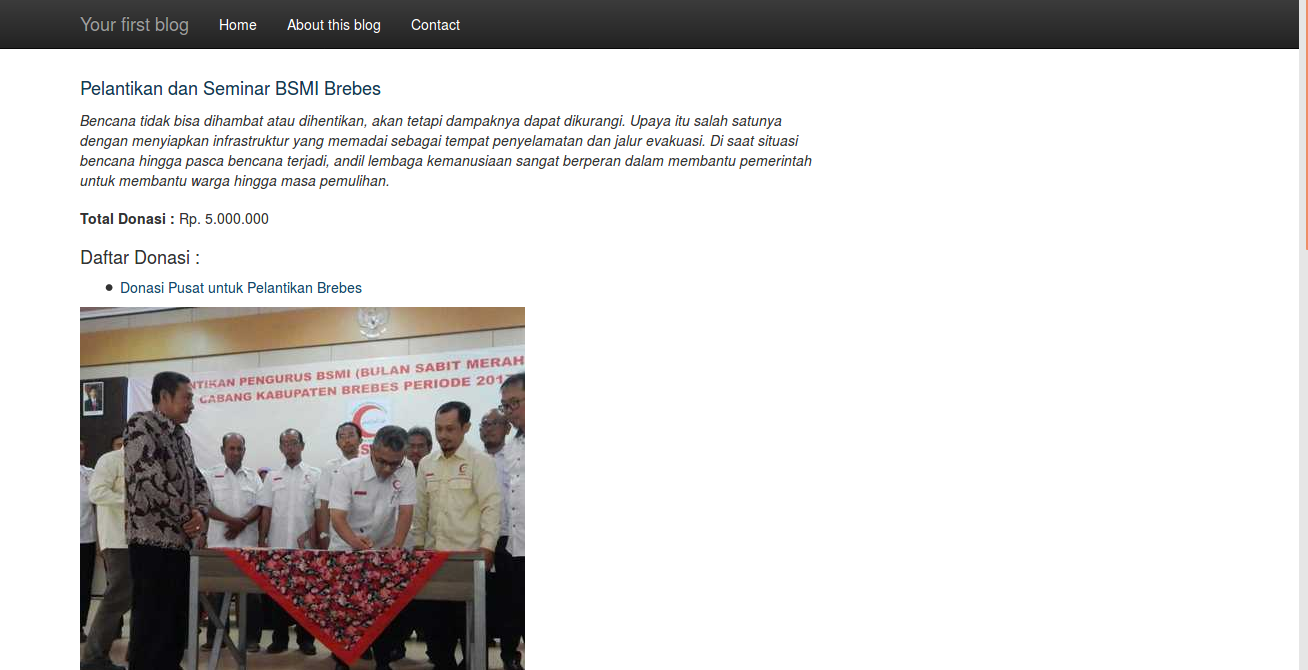 Your first blog Home About this blog Contact
Pelantikan dan Seminar BSMI Brebes
Bencana tidak bisa dihambat atau dihentikan, akan tetapi dampaknya dapat dikurangi. Upaya itu salah satunya
dengan menyiapkan infrastruktur yang memadai sebagai tempat penyelamatan dan jalur evakuasi. Di saat situasi
bencana hingga pasca bencana terjadi, andil lembaga kemanusiaan sangat berperan dalam membantu pemerintah
untuk membantu warga hingga masa pemulihan.
Total Donasi : Rp. 5.000.000
Daftar Donasi :
• Donasi Pusat untuk Pelantikan Brebes
NTIKAN PENGURUS BSMI (BULAN SABIT MERAH
CABANG KABUPATEN BREBES PERIODE 2017